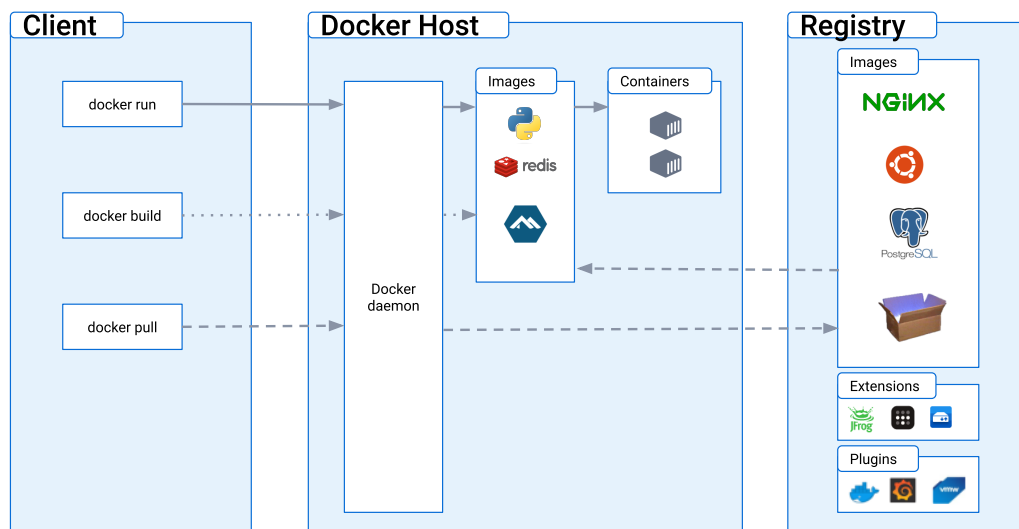 Client
docker run
docker build
docker pull
Docker Host
Docker
daemon
Images
redis
Containers
Registry
Images
NGINX
PostgreSQL
Extensions
JFrog
Plugins
vmw